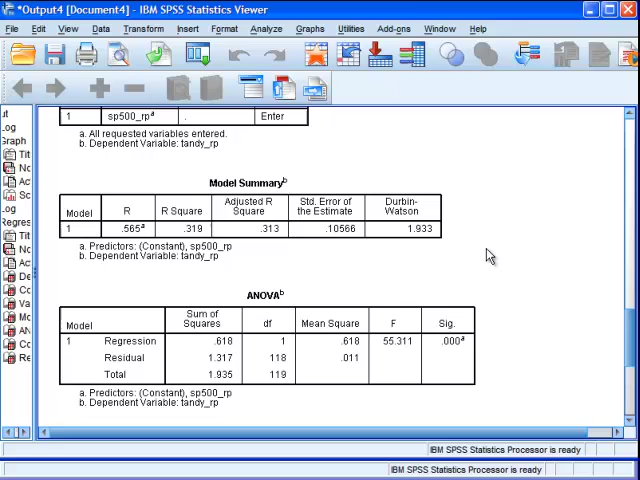 *Output4 [Document4] - IBM SPSS Statistics Viewer
File Edit View Data Transform Insert Format Analyze Graphs Utilities Add-ons Window Help
Log
Graph
Log
Regres
1 sp500_rpᵃ . Enter
a. All requested variables entered.
b. Dependent Variable: tandy_rp
Model Summaryᵇ
Model R R Square Adjusted R Square Std. Error of the Estimate Durbin-Watson
1 .565ᵃ .319 .313 .10566 1.933
a. Predictors: (Constant), sp500_rp
b. Dependent Variable: tandy_rp
ANOVAᵇ
Model Sum of Squares df Mean Square F Sig.
1 Regression .618 1 .618 55.311 .000ᵃ
Residual 1.317 118 .011
Total 1.935 119
a. Predictors: (Constant), sp500_rp
b. Dependent Variable: tandy_rp
IBM SPSS Statistics Processor is ready
IBM SPSS Statistics Processor is ready